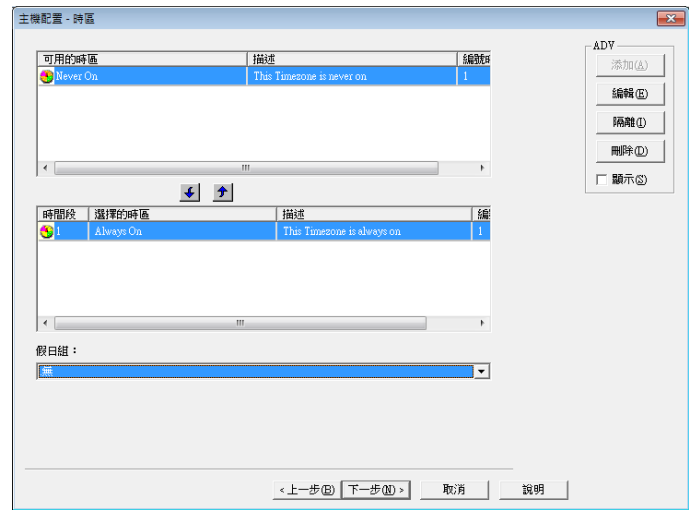 主機配置 - 時區
ADV
可用的時區 描述 編號
Never On This Timezone is never on 1
添加(A)
編輯(E)
隔離(I)
刪除(D)
顯示(S)
時間段 選擇的時區 描述
1 Always On This Timezone is always on 1
假日組：
無
<上一步(B) 下一步(N)> 取消 說明